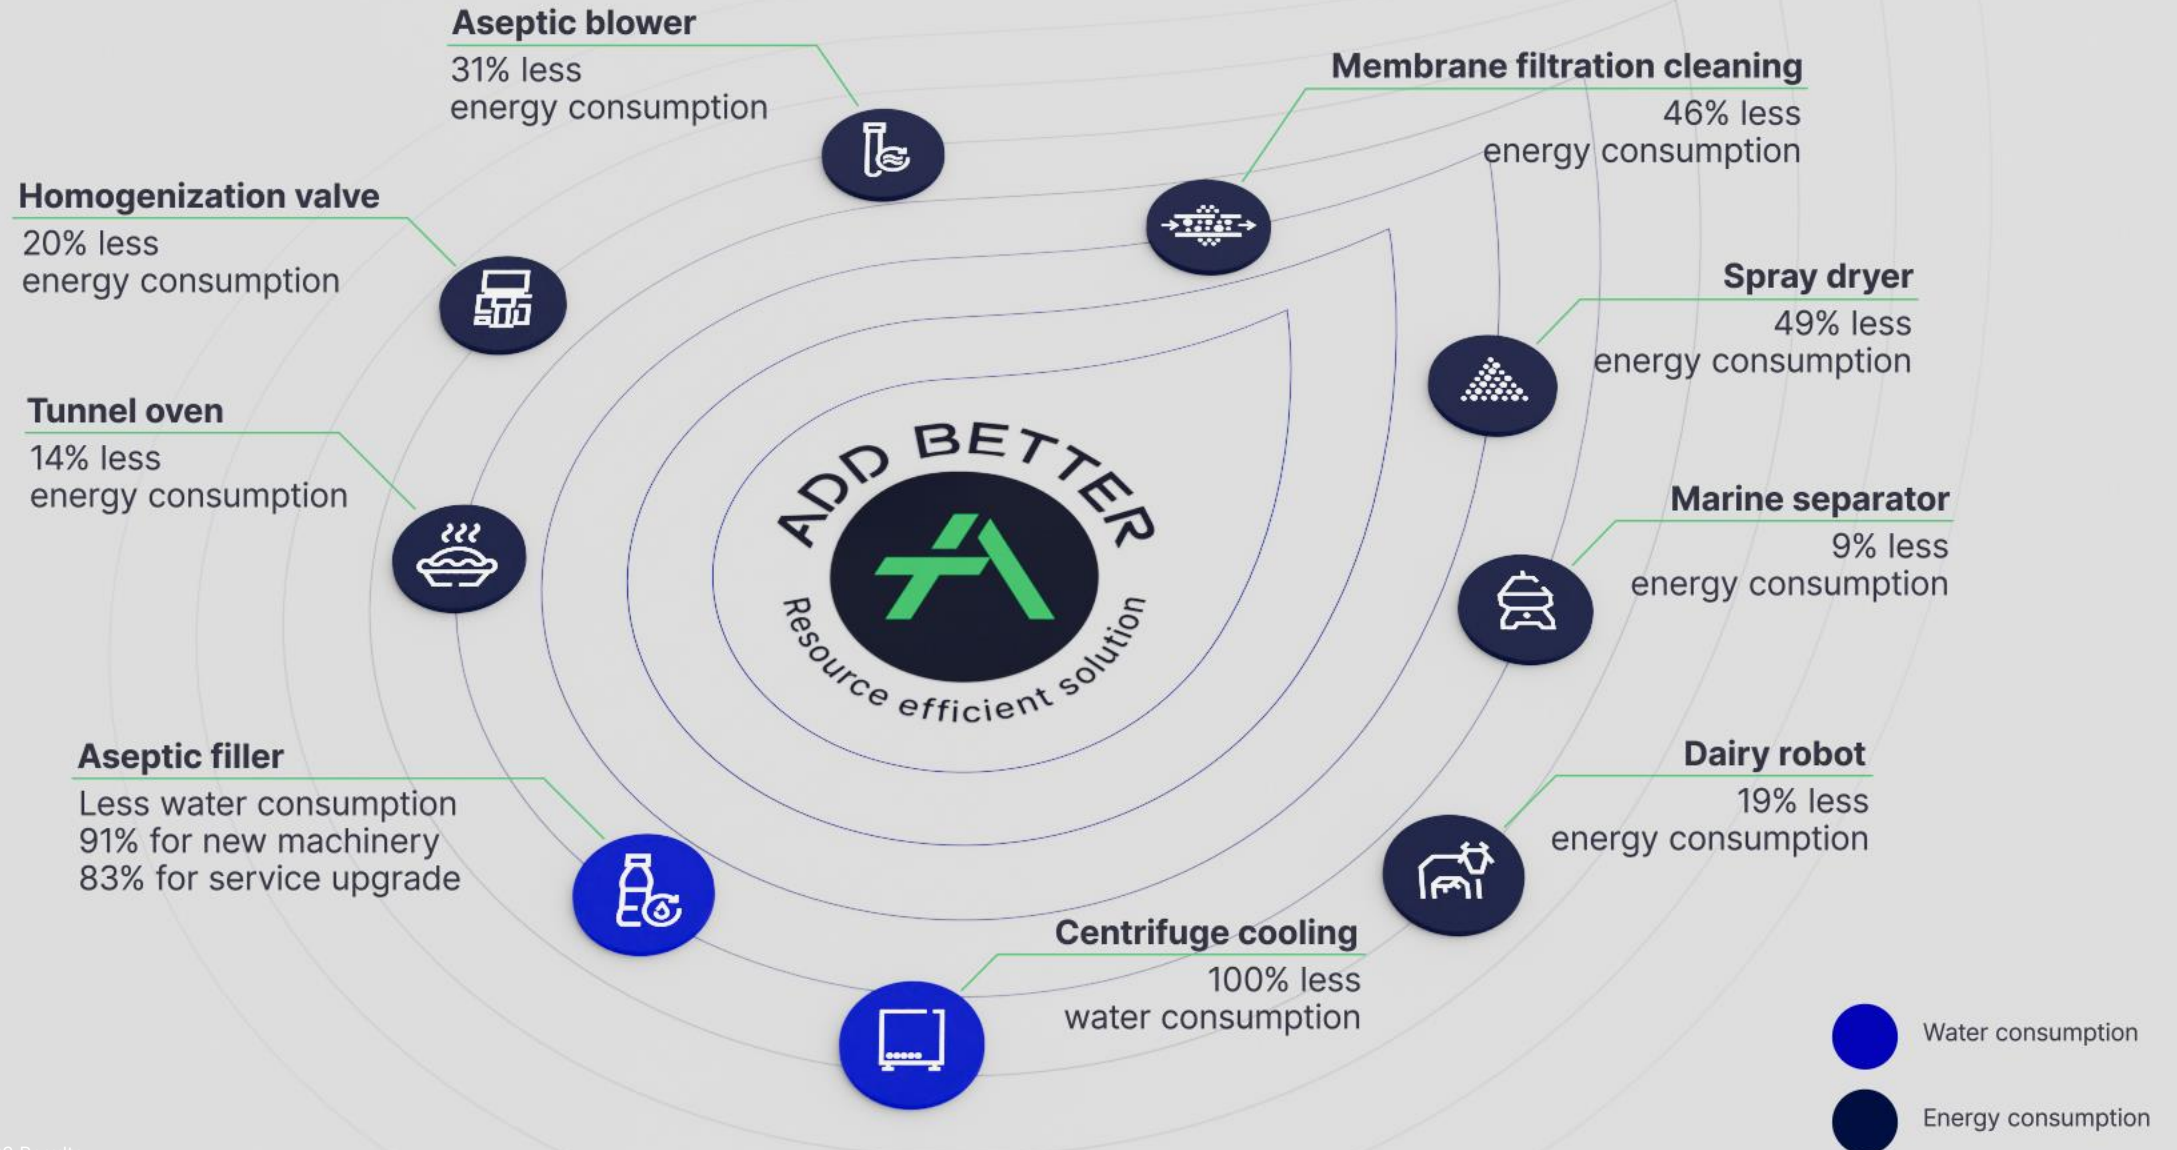 Aseptic blower
31% less
energy consumption
Membrane filtration cleaning
46% less
energy consumption
Homogenization valve
20% less
energy consumption
Spray dryer
49% less
energy consumption
Tunnel oven
14% less
energy consumption
ADD BETTER
Resource efficient solution
Marine separator
9% less
energy consumption
Aseptic filler
Less water consumption
91% for new machinery
83% for service upgrade
Dairy robot
19% less
energy consumption
Centrifuge cooling
100% less
water consumption
Water consumption
Energy consumption